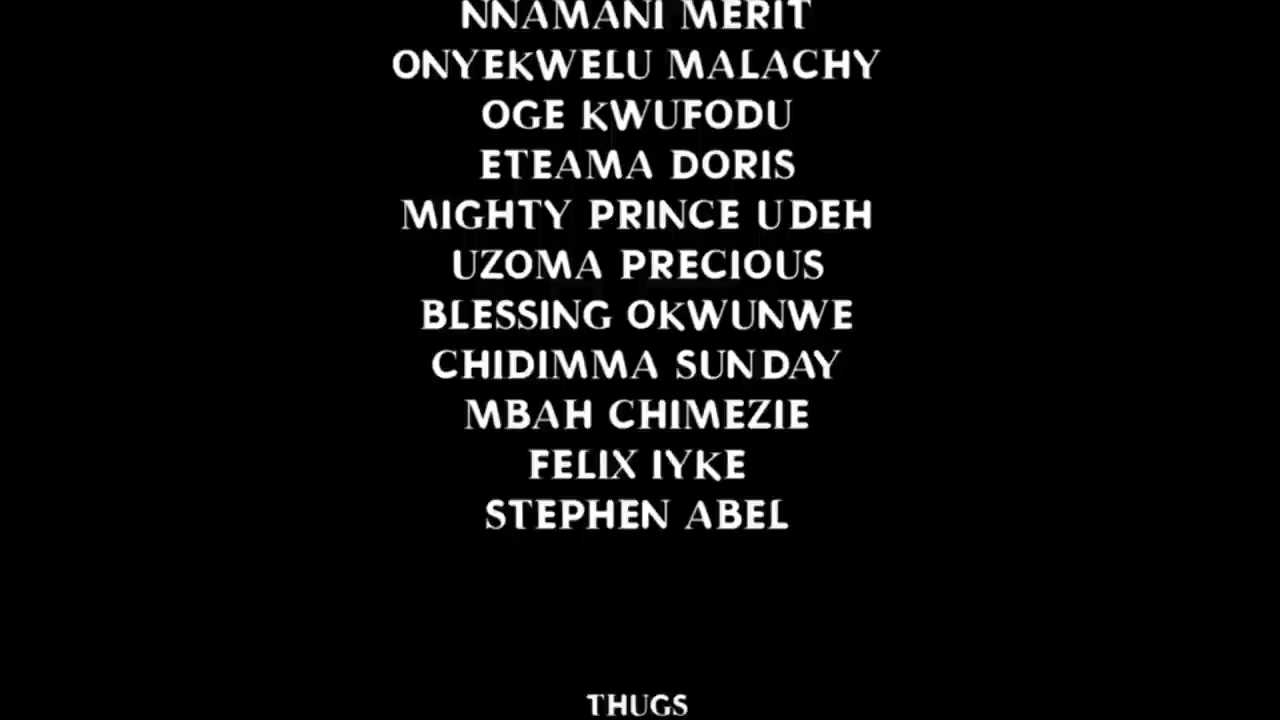 NNAMANI MERIT
ONYEKWELU MALACHY
OGE KWUFODU
ETEAMA DORIS
MIGHTY PRINCE UDEH
UZOMA PRECIOUS
BLESSING OKWUNWE
CHIDIMMA SUNDAY
MBAH CHIMEZIE
FELIX IYKE
STEPHEN ABEL
THUGS